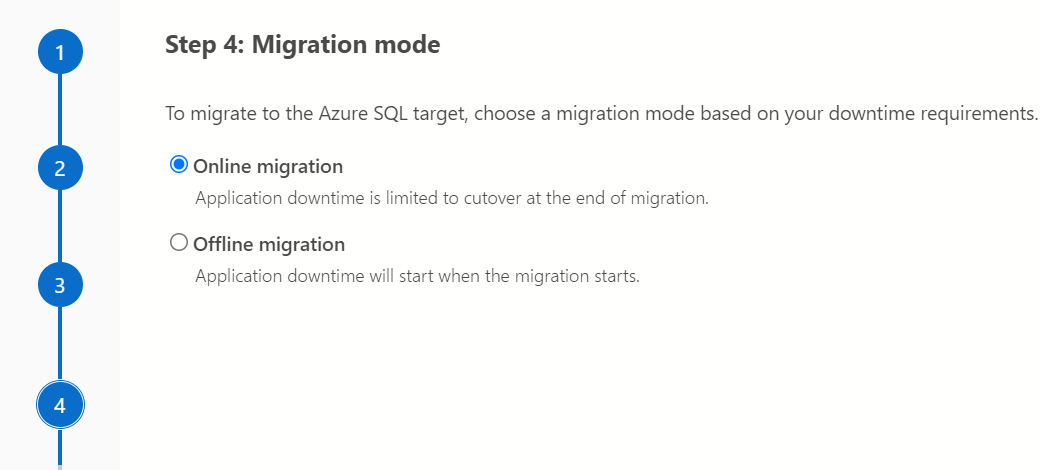 1
Step 4: Migration mode
To migrate to the Azure SQL target, choose a migration mode based on your downtime requirements.
2
Online migration
Application downtime is limited to cutover at the end of migration.
Offline migration
Application downtime will start when the migration starts.
3
4